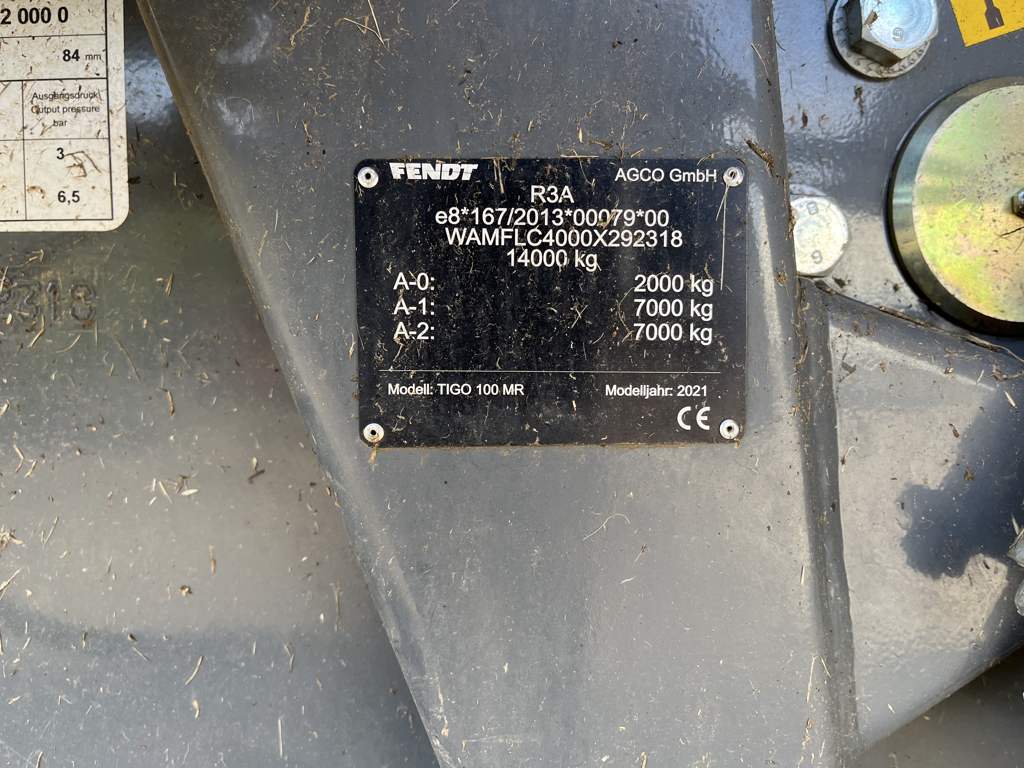 2 000 0
84 mm
Ausgangsdruck
Output pressure
bar
3
6,5
FENDT
AGCO GmbH
R3A
e8*167/2013*00079*00
WAMFLC4000X292318
14000 kg
A-0: 2000 kg
A-1: 7000 kg
A-2: 7000 kg
Modell: TIGO 100 MR
Modelljahr: 2021
CE
318